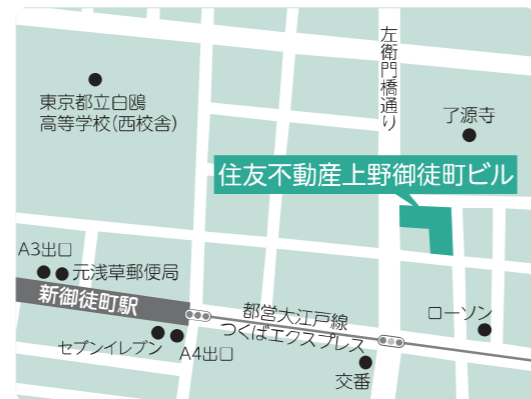 左衛門橋通り
東京都立白鴎
高等学校(西校舎)
了源寺
住友不動産上野御徒町ビル
A3出口
元浅草郵便局
新御徒町駅
都営大江戸線
つくばエクスプレス
ローソン
セブンイレブン
A4出口
交番